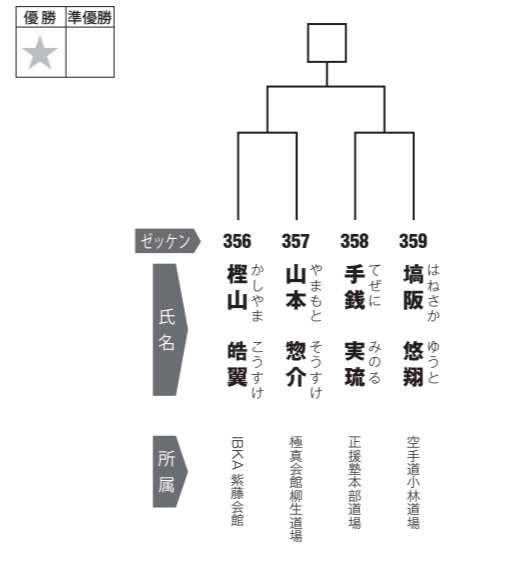 優勝 準優勝
★
ゼッケン 356 357 358 359
氏名
樫山 皓翼
かしやま こうすけ
山本 惣介
やまもと そうすけ
手銭 実琉
てぜに みのる
塙阪 悠翔
はねさか ゆうと
所属
IBKA 紫藤会館
極真会館柳生道場
正援塾本部道場
空手道小林道場